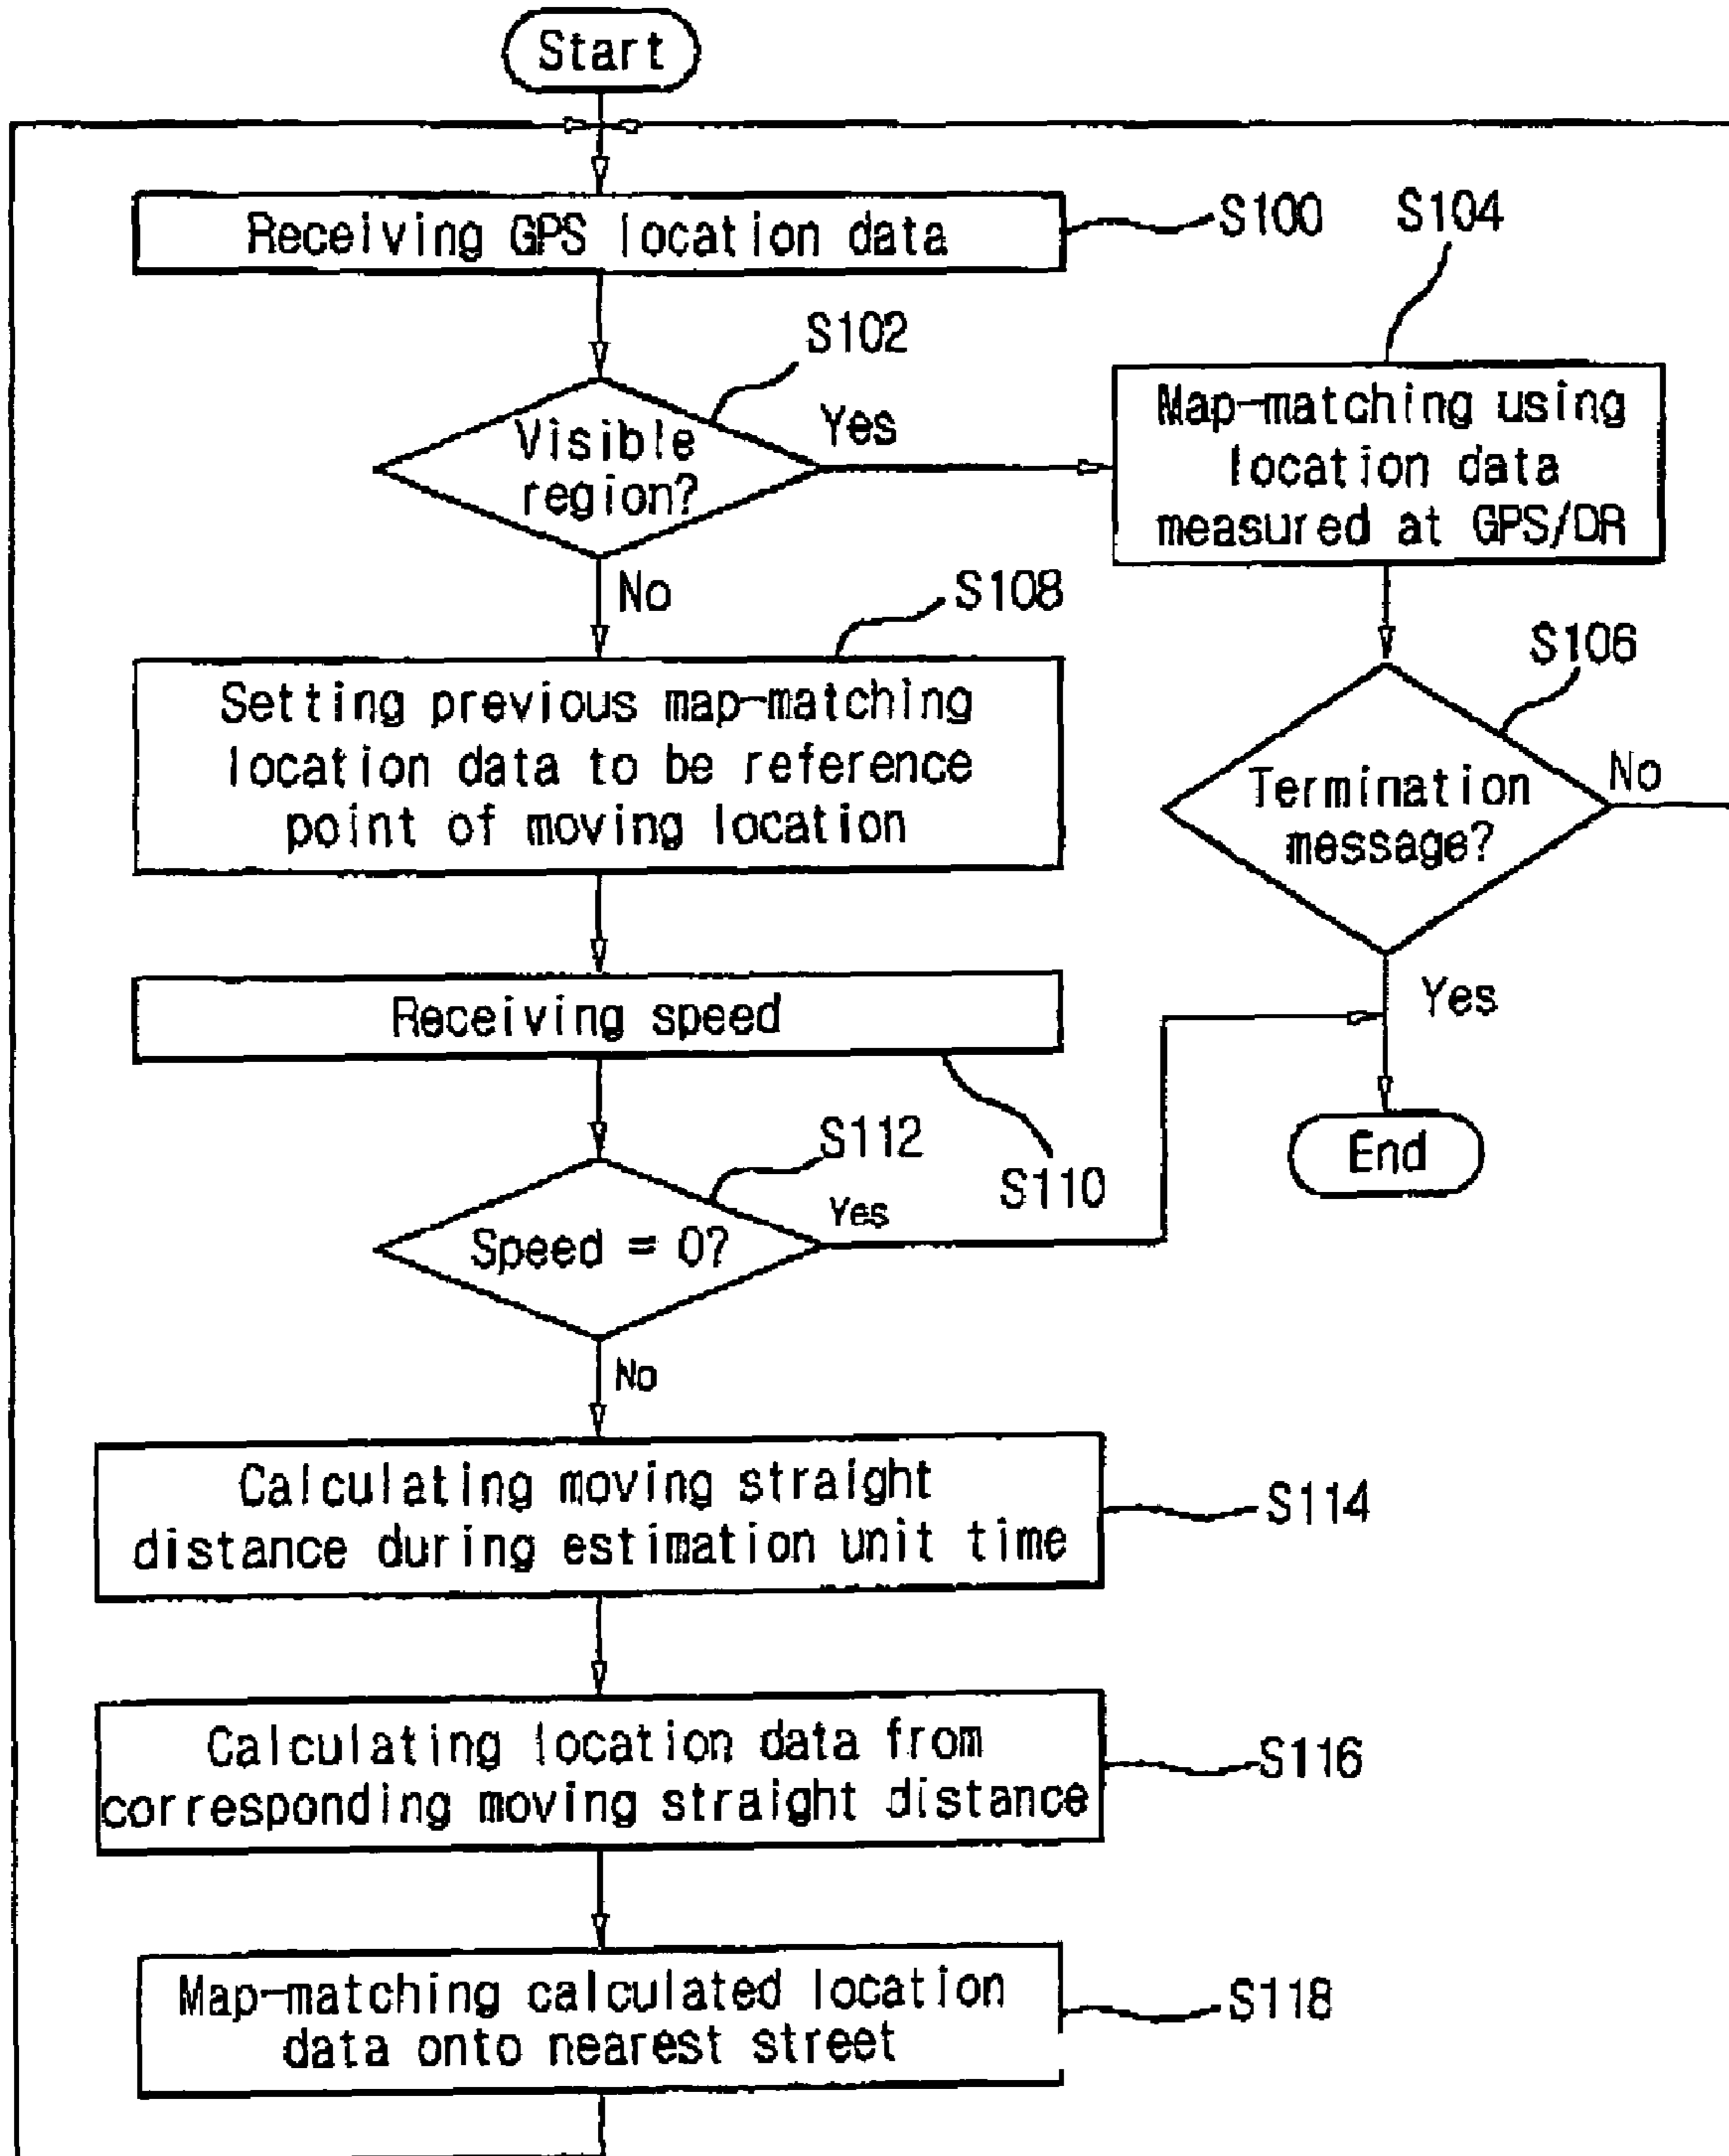 Start
Receiving GPS location data
S100
S104
S102
Visible
region?
Yes
Map-matching using
location data
measured at GPS/DR
No
S108
S106
Setting previous map-matching
location data to be reference
point of moving location
Termination
message?
No
Receiving speed
Yes
S110
S112
Speed = 0?
Yes
End
No
Calculating moving straight
distance during estimation unit time
S114
Calculating location data from
corresponding moving straight distance
S116
Map-matching calculated location
data onto nearest street
S118